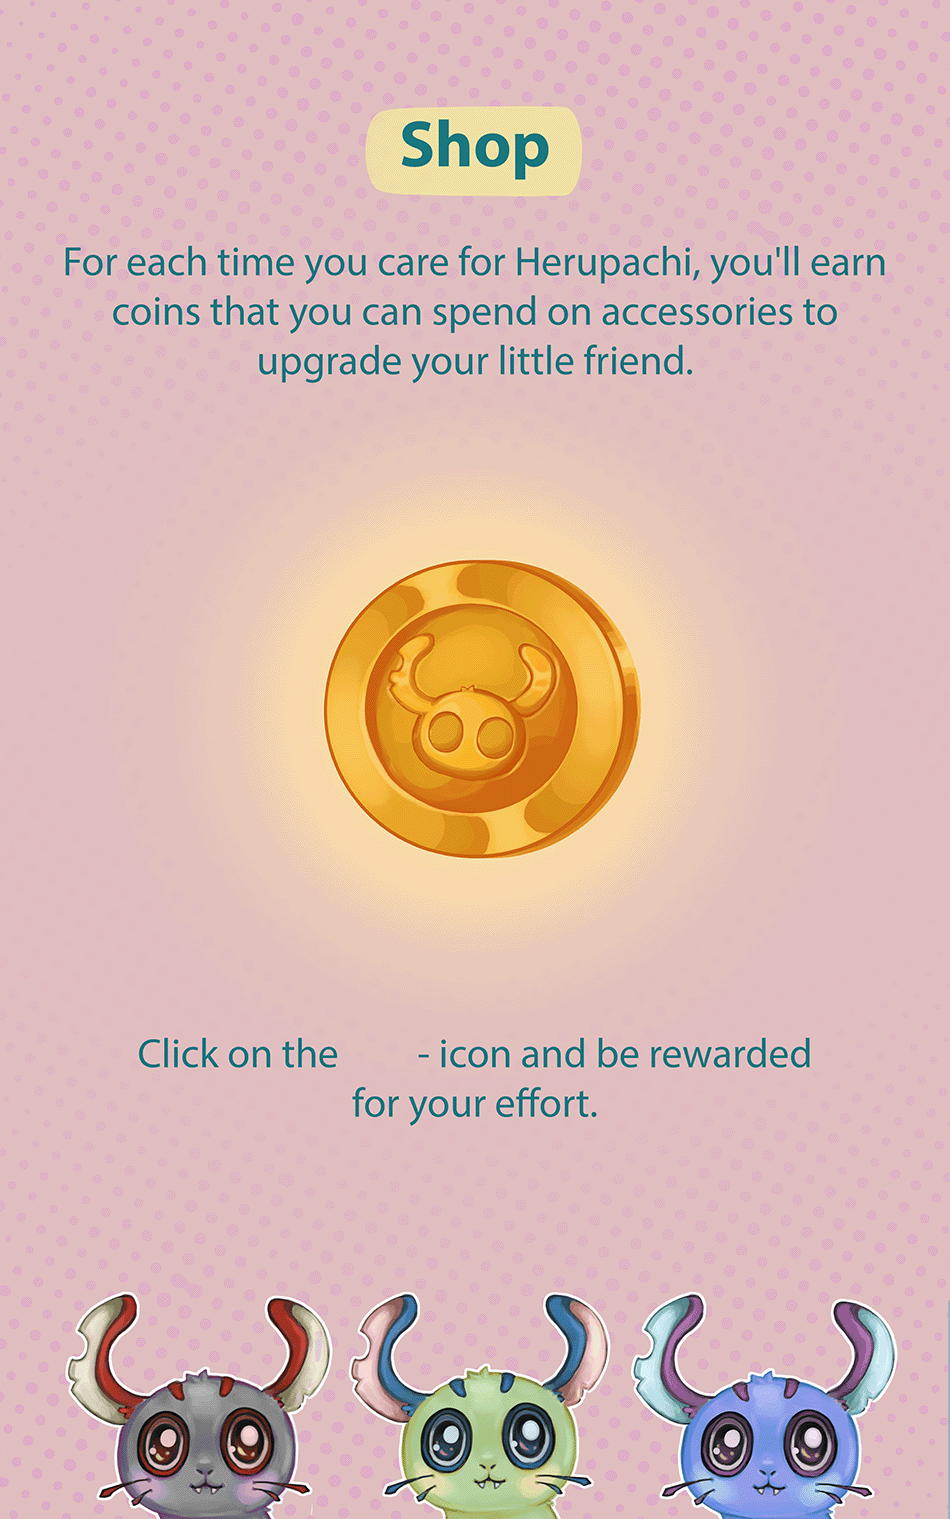 Shop
For each time you care for Herupachi, you'll earn
coins that you can spend on accessories to
upgrade your little friend.
Click on the - icon and be rewarded
for your effort.